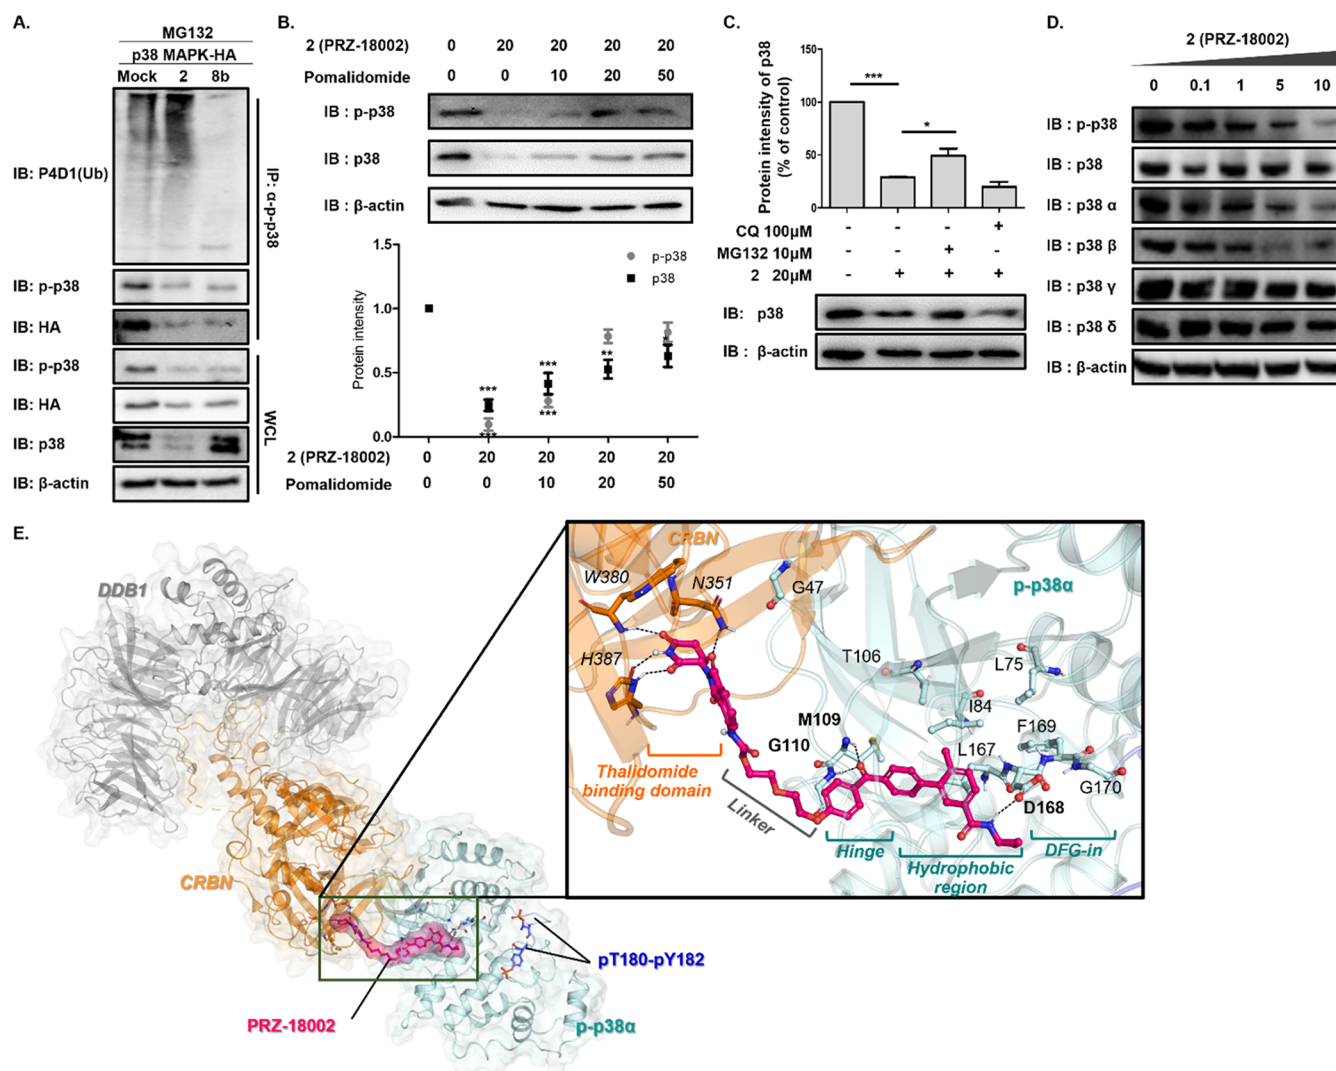 A.
MG132
p38 MAPK-HA
Mock 2 8b
IB: P4D1(Ub)
IB: p-p38
IB: HA
IP: α-p-p38
IB: p-p38
IB: HA
IB: p38
IB: β-actin
WCL
B.
2 (PRZ-18002) 0 20 20 20 20
Pomalidomide 0 0 10 20 50
IB : p-p38
IB : p38
IB : β-actin
Protein intensity
1.5
1.0
0.5
0.0
p-p38
p38
***
***
***
***
**
*
2 (PRZ-18002) 0 20 20 20 20
Pomalidomide 0 0 10 20 50
C.
Protein intensity of p38
(% of control)
150
100
50
0
***
*
CQ 100μM - - - +
MG132 10μM - - + -
2 20μM - + + +
IB: p38
IB : β-actin
D.
2 (PRZ-18002)
0 0.1 1 5 10
IB : p-p38
IB : p38
IB : p38 α
IB : p38 β
IB : p38 γ
IB : p38 δ
IB : β-actin
E.
DDB1
CRBN
PRZ-18002
pT180-pY182
p-p38α
CRBN
W380
N351
G47
p-p38α
H387
T106
L75
I84
M109
G110
F169
L167
G170
D168
Thalidomide
binding domain
Linker
Hinge
Hydrophobic
region
DFG-in